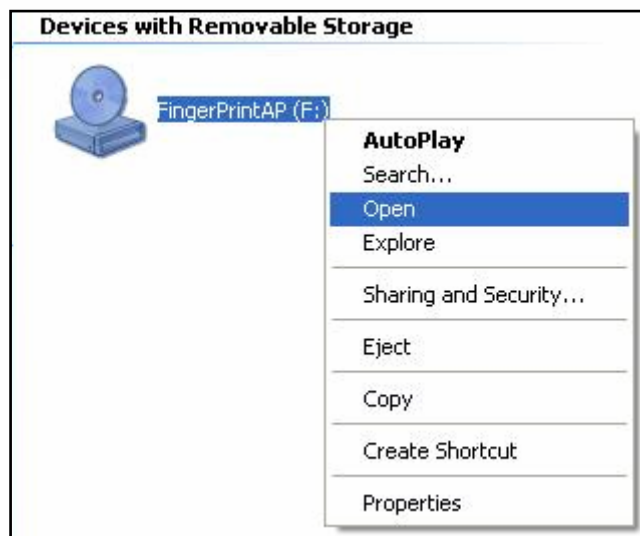 Devices with Removable Storage
FingerPrintAP (F:)
AutoPlay
Search...
Open
Explore
Sharing and Security...
Eject
Copy
Create Shortcut
Properties